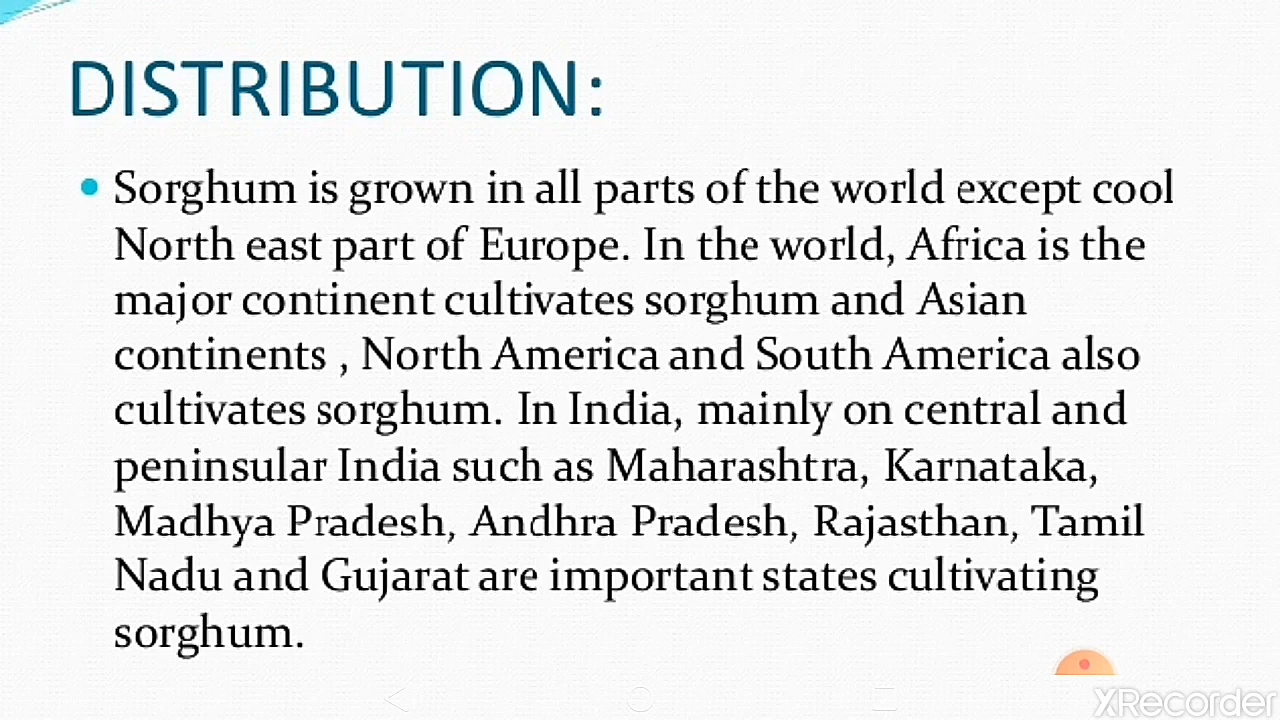 DISTRIBUTION:
• Sorghum is grown in all parts of the world except cool
North east part of Europe. In the world, Africa is the
major continent cultivates sorghum and Asian
continents , North America and South America also
cultivates sorghum. In India, mainly on central and
peninsular India such as Maharashtra, Karnataka,
Madhya Pradesh, Andhra Pradesh, Rajasthan, Tamil
Nadu and Gujarat are important states cultivating
sorghum.
XRecorder